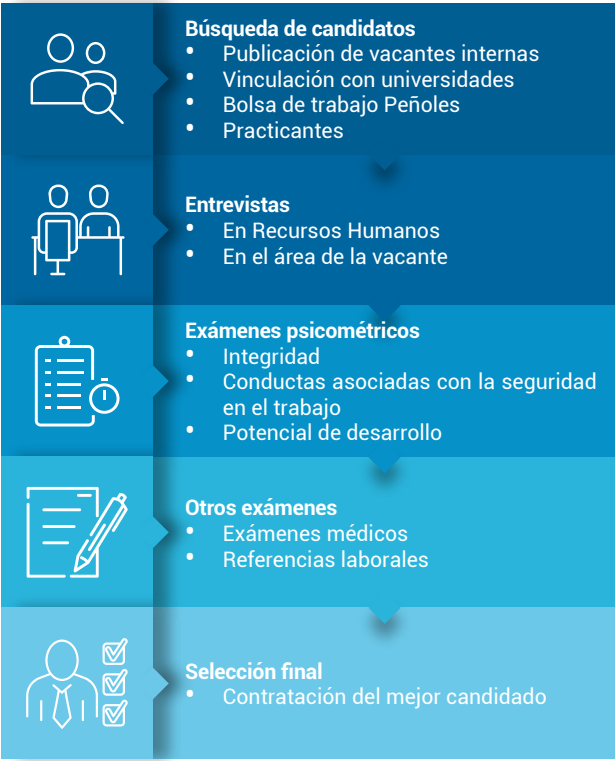 Búsqueda de candidatos
• Publicación de vacantes internas
• Vinculación con universidades
• Bolsa de trabajo Peñoles
• Practicantes
Entrevistas
• En Recursos Humanos
• En el área de la vacante
Exámenes psicométricos
• Integridad
• Conductas asociadas con la seguridad
en el trabajo
• Potencial de desarrollo
Otros exámenes
• Exámenes médicos
• Referencias laborales
Selección final
• Contratación del mejor candidado